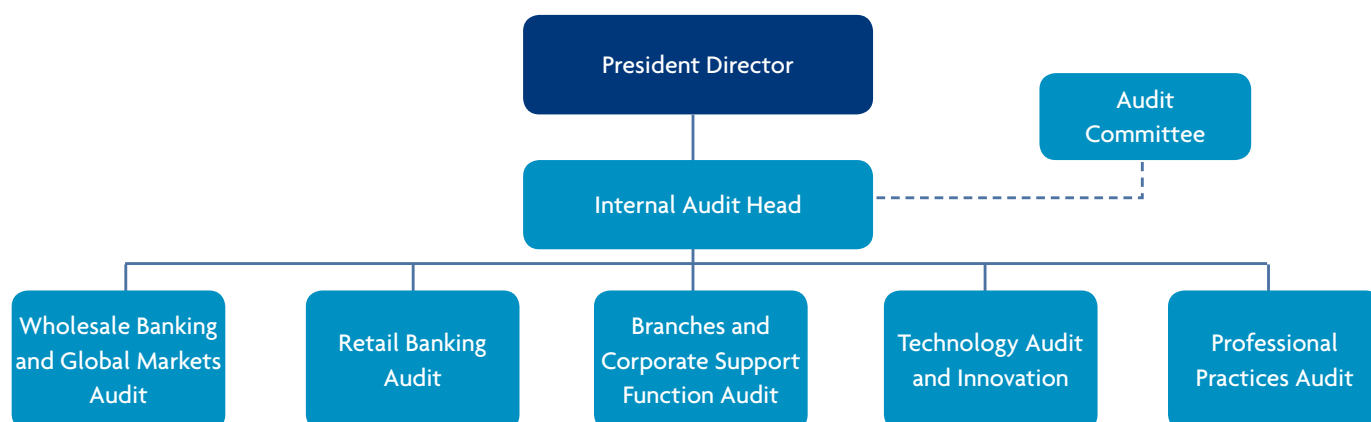 President Director
Audit
Committee
Internal Audit Head
Wholesale Banking
and Global Markets
Audit
Retail Banking
Audit
Branches and
Corporate Support
Function Audit
Technology Audit
and Innovation
Professional
Practices Audit